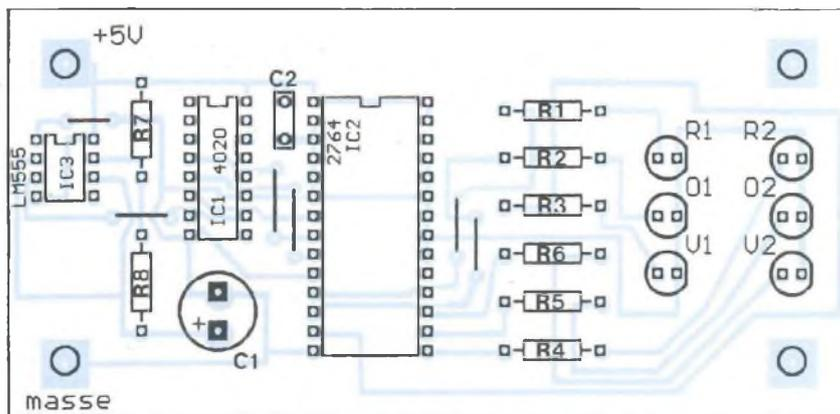 +5V
C2
R7
4020
IC1
2764
IC2
LM555
IC3
R1
R2
R3
R6
R5
R4
R1 R2
O1 O2
V1 V2
R8
+
C1
masse